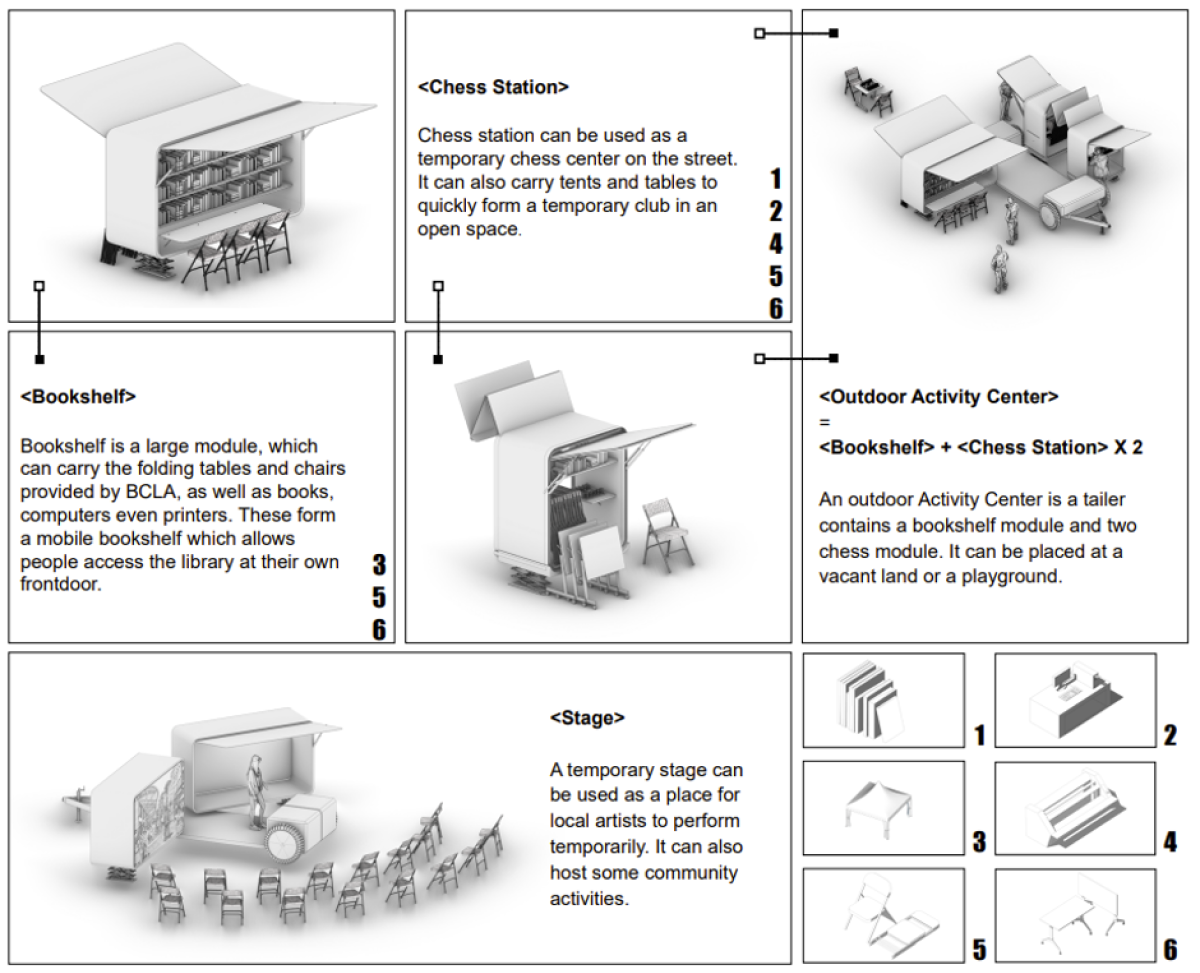 <Chess Station>
Chess station can be used as a
temporary chess center on the street.
It can also carry tents and tables to
quickly form a temporary club in an
open space.
1
2
4
5
6
<Bookshelf>
Bookshelf is a large module, which
can carry the folding tables and chairs
provided by BCLA, as well as books,
computers even printers. These form
a mobile bookshelf which allows
people access the library at their own
frontdoor.
3
5
6
<Outdoor Activity Center>
=
<Bookshelf> + <Chess Station> X 2
An outdoor Activity Center is a tailer
contains a bookshelf module and two
chess module. It can be placed at a
vacant land or a playground.
<Stage>
A temporary stage can
be used as a place for
local artists to perform
temporarily. It can also
host some community
activities.
1
2
3
4
5
6